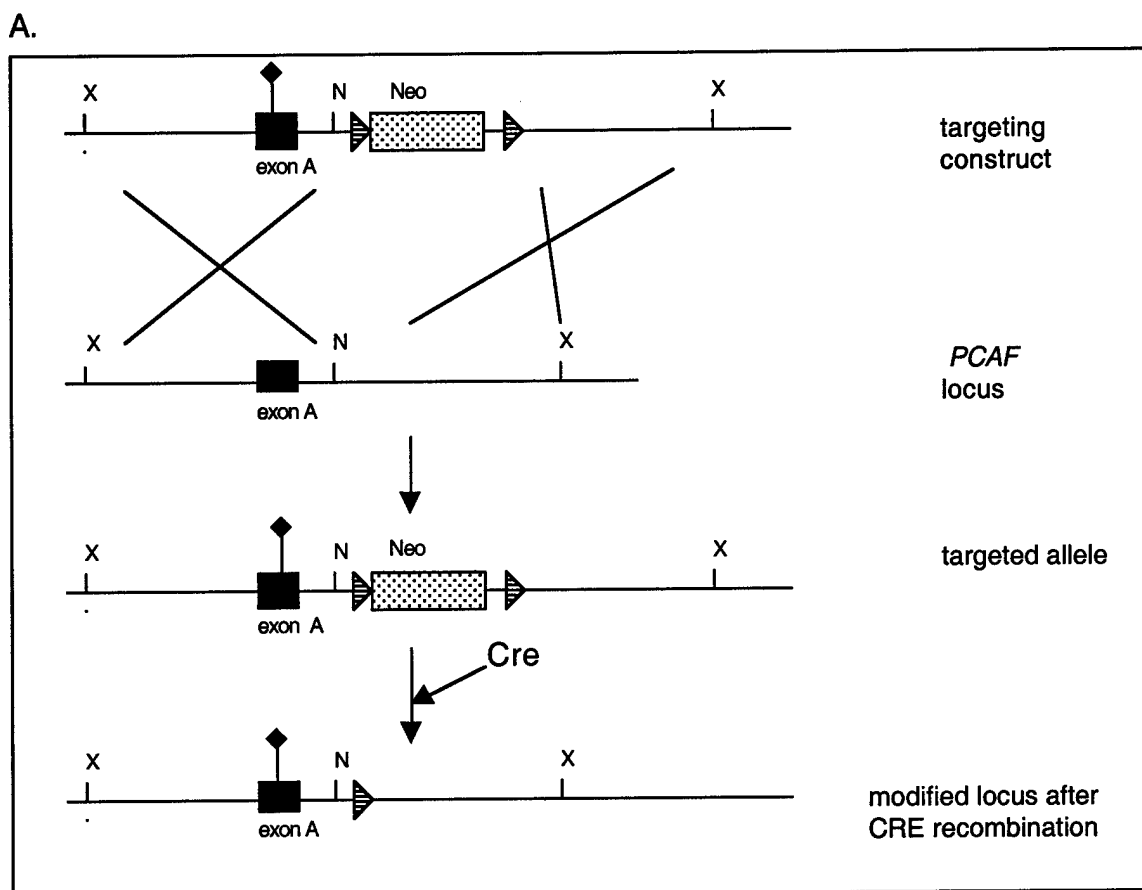 A.
X N Neo X
exon A
targeting
construct
X N X
exon A
PCAF
locus
X N Neo X
exon A
targeted allele
Cre
X N X
exon A
modified locus after
CRE recombination